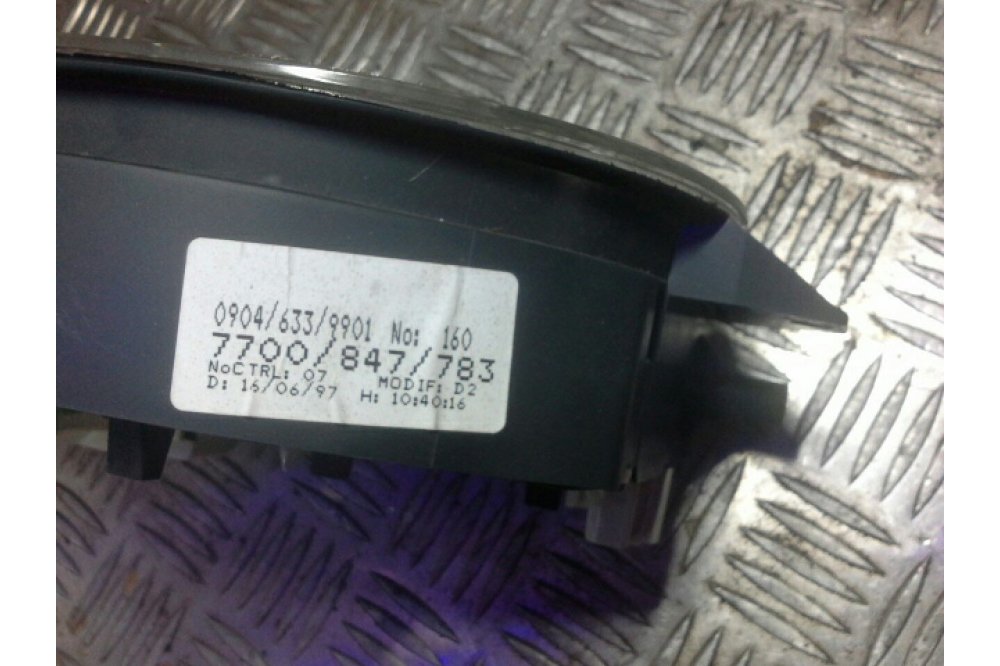 0904/633/9901 No: 160
7700/847/783
NoCTRL: 07 MODIF: D2
D: 16/06/97 H: 10:40:16